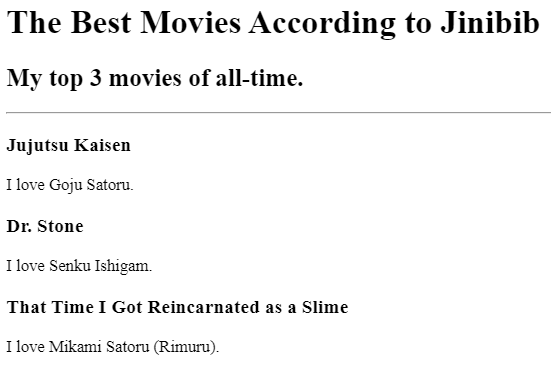 The Best Movies According to Jinibib
My top 3 movies of all-time.
Jujutsu Kaisen
I love Goju Satoru.
Dr. Stone
I love Senku Ishigam.
That Time I Got Reincarnated as a Slime
I love Mikami Satoru (Rimuru).